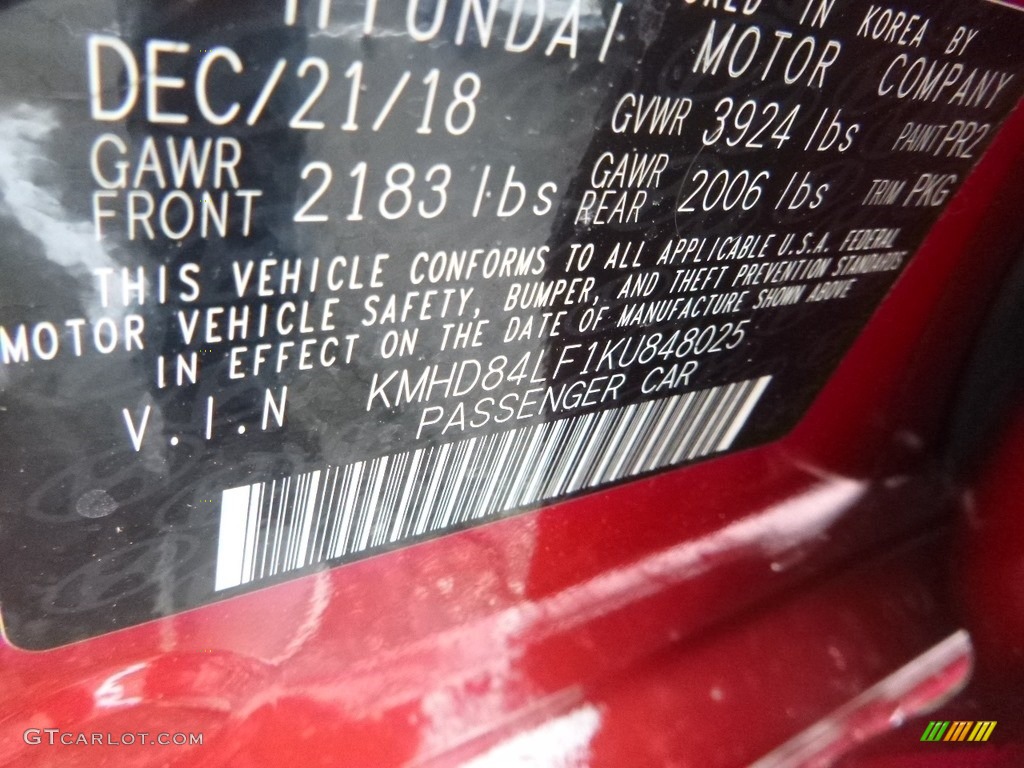 HYUNDAI
IN KOREA BY
MOTOR COMPANY
DEC/21/18
GVWR 3924 lbs PAINT PR2
GAWR FRONT 2183 lbs GAWR REAR 2006 lbs TRIM PKG
THIS VEHICLE CONFORMS TO ALL APPLICABLE U.S.A. FEDERAL
MOTOR VEHICLE SAFETY, BUMPER, AND THEFT PREVENTION STANDARDS
IN EFFECT ON THE DATE OF MANUFACTURE SHOWN ABOVE
V.I.N KMHD84LF1KU848025
PASSENGER CAR
GTCARLOT.COM